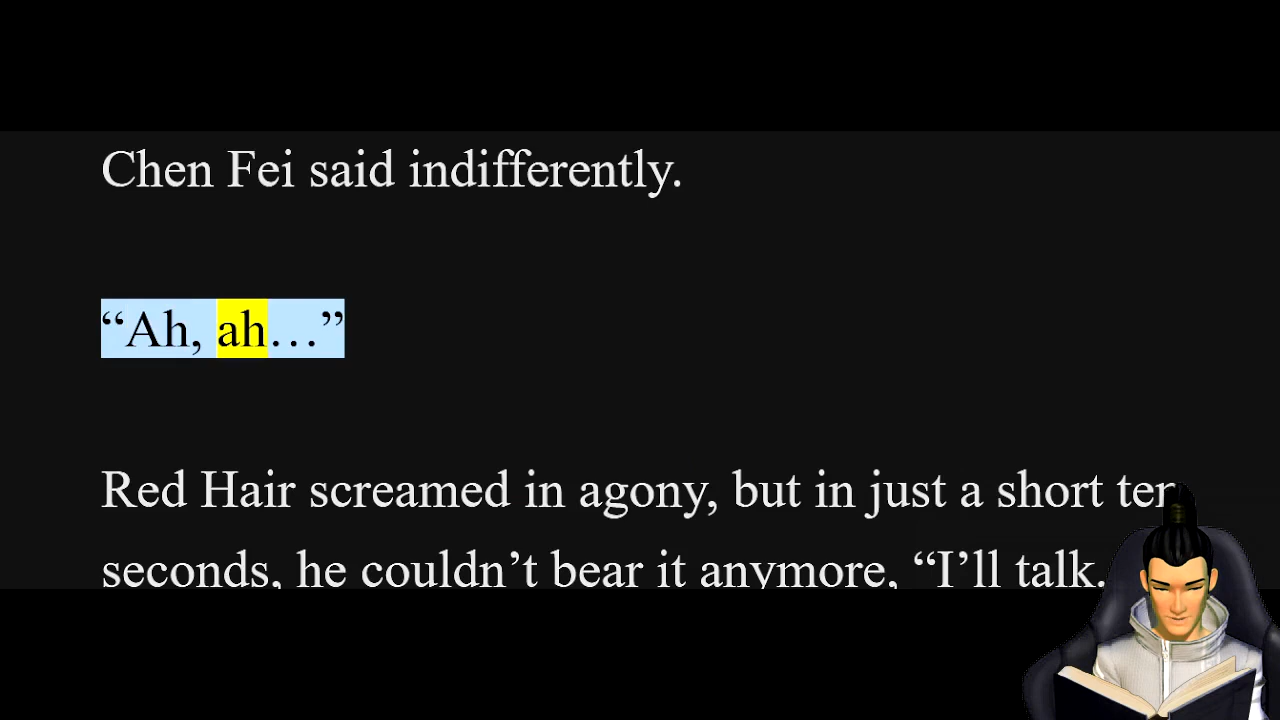 Chen Fei said indifferently.
“Ah, ah…”
Red Hair screamed in agony, but in just a short ten
seconds, he couldn’t bear it anymore, “I’ll talk.